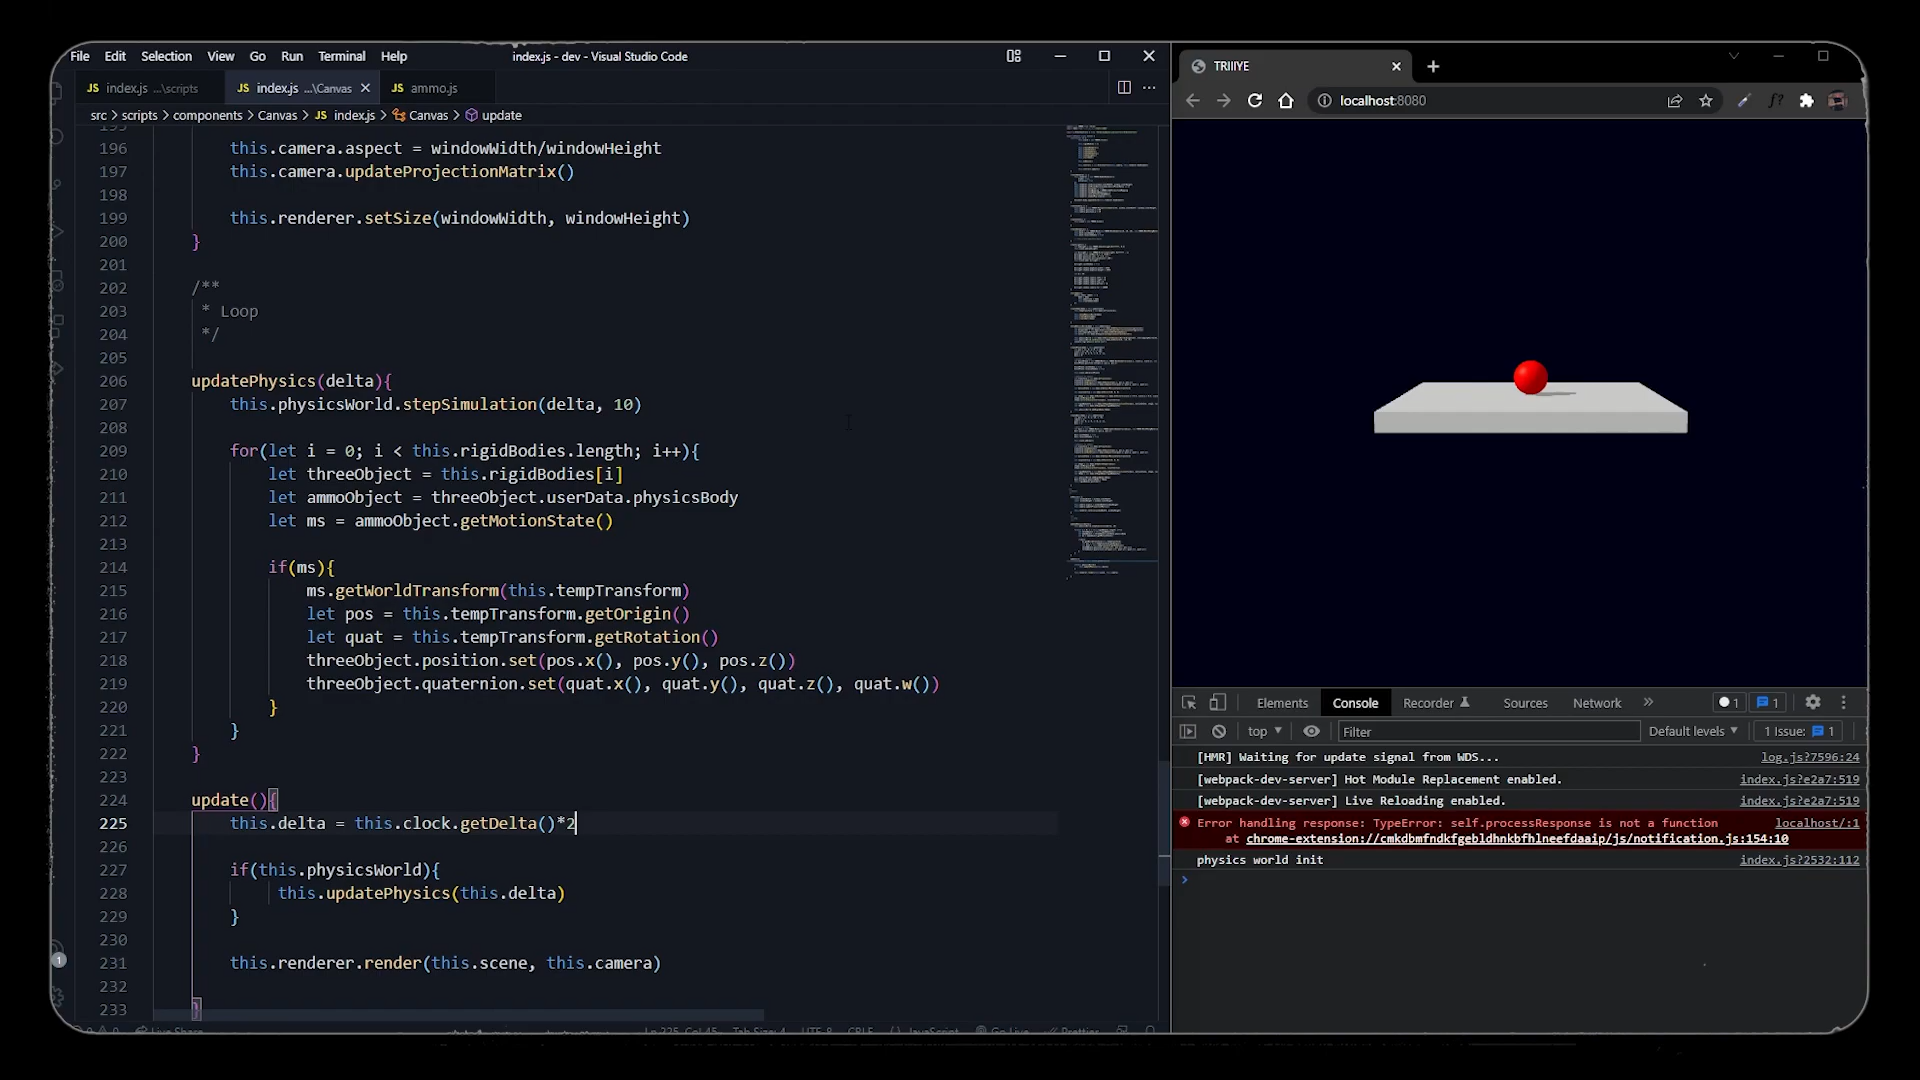 File Edit Selection View Go Run Terminal Help
index.js - dev - Visual Studio Code
JS index.js ...\scripts
JS index.js ...\Canvas
JS ammo.js
src > scripts > components > Canvas > JS index.js > Canvas > update
195
196 this.camera.aspect = windowWidth/windowHeight
197 this.camera.updateProjectionMatrix()
198
199 this.renderer.setSize(windowWidth, windowHeight)
200 }
201
202 /**
203 * Loop
204 */
205
206 updatePhysics(delta){
207 this.physicsWorld.stepSimulation(delta, 10)
208
209 for(let i = 0; i < this.rigidBodies.length; i++){
210 let threeObject = this.rigidBodies[i]
211 let ammoObject = threeObject.userData.physicsBody
212 let ms = ammoObject.getMotionState()
213
214 if(ms){
215 ms.getWorldTransform(this.tempTransform)
216 let pos = this.tempTransform.getOrigin()
217 let quat = this.tempTransform.getRotation()
218 threeObject.position.set(pos.x(), pos.y(), pos.z())
219 threeObject.quaternion.set(quat.x(), quat.y(), quat.z(), quat.w())
220 }
221 }
222 }
223
224 update(){
225 this.delta = this.clock.getDelta()*2
226
227 if(this.physicsWorld){
228 this.updatePhysics(this.delta)
229 }
230
231 this.renderer.render(this.scene, this.camera)
232
233 }
1
TRIIIYE
localhost:8080
Elements Console Recorder Sources Network » 1 1
top Filter Default levels 1 Issue: 1
[HMR] Waiting for update signal from WDS... log.js?7596:24
[webpack-dev-server] Hot Module Replacement enabled. index.js?e2a7:519
[webpack-dev-server] Live Reloading enabled. index.js?e2a7:519
Error handling response: TypeError: self.processResponse is not a function localhost/:1
at chrome-extension://cmkdbmfndkfgebldhnkbfhlneefdaaip/js/notification.js:154:10
physics world init index.js?2532:112